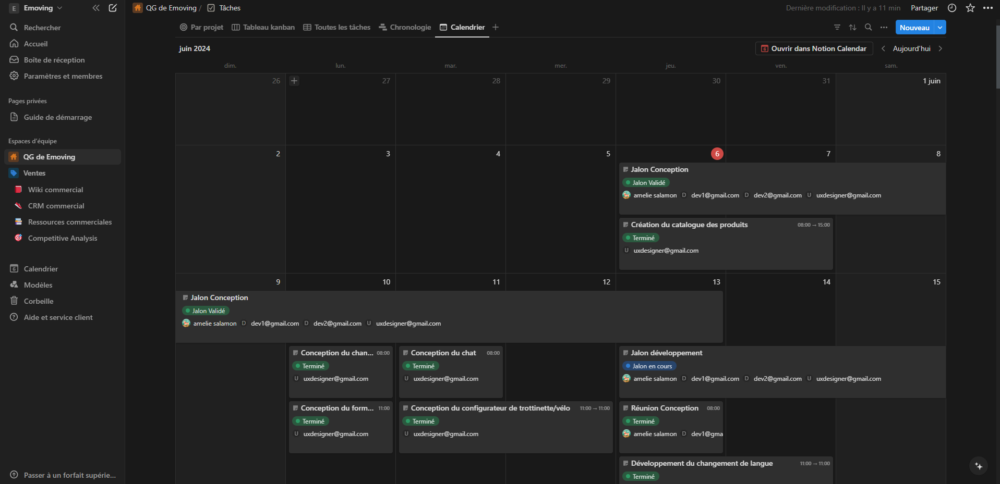 E Emoving
Rechercher
Accueil
Boîte de réception
Paramètres et membres
Pages privées
Guide de démarrage
Espaces d'équipe
QG de Emoving
Ventes
Wiki commercial
CRM commercial
Ressources commerciales
Competitive Analysis
6 Calendrier
Modèles
Corbeille
Aide et service client
Passer à un forfait supérie...
QG de Emoving / Tâches
Dernière modification : Il y a 11 min Partager
Par projet Tableau kanban Toutes les tâches Chronologie Calendrier
Nouveau
juin 2024
6 Ouvrir dans Notion Calendar Aujourd'hui
dim. lun. mar. mer. jeu. ven. sam.
26 27 28 29 30 31 1 juin
2 3 4 5 6 7 8
Jalon Conception
Jalon Validé
amelie salamon D dev1@gmail.com D dev2@gmail.com U uxdesigner@gmail.com
Création du catalogue des produits 08:00 → 15:00
Terminé
U uxdesigner@gmail.com
9 10 11 12 13 14 15
Jalon Conception
Jalon Validé
amelie salamon D dev1@gmail.com D dev2@gmail.com U uxdesigner@gmail.com
Conception du chan... 08:00 Conception du chat 08:00 Jalon développement
Terminé Terminé Jalon en cours
U uxdesigner@gmail.com U uxdesigner@gmail.com amelie salamon D dev1@gmail.com D dev2@gmail.com U uxdesigner@gmail.com
Conception du form... 11:00 Conception du configurateur de trottinette/vélo 11:00 → 11:00 Réunion Conception 08:00
Terminé Terminé Terminé
U uxdesigner@gmail.com U uxdesigner@gmail.com amelie salamon D dev1@gma
Développement du changement de langue 11:00 → 11:00
Terminé